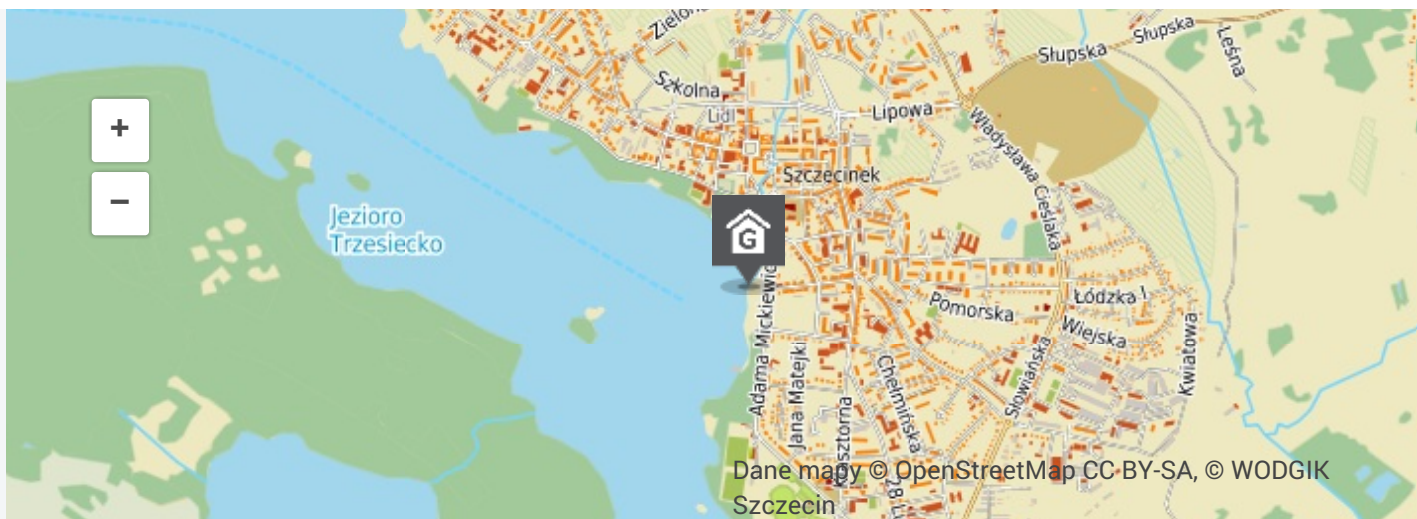 Zielona
Słupska
Słupska
Leśna
Szkolna
Lidl
Lipowa
Władysława Cieślaka
Szczecinek
Jezioro
Trzesiecko
G
+
−
Adama Mickiewic
Pomorska
Łódzka
Wiejska
Kwiatowa
Jana Matejki
Chełmińska
Słowiańska
Dane mapy © OpenStreetMap CC-BY-SA, © WODGIK
Szczecin